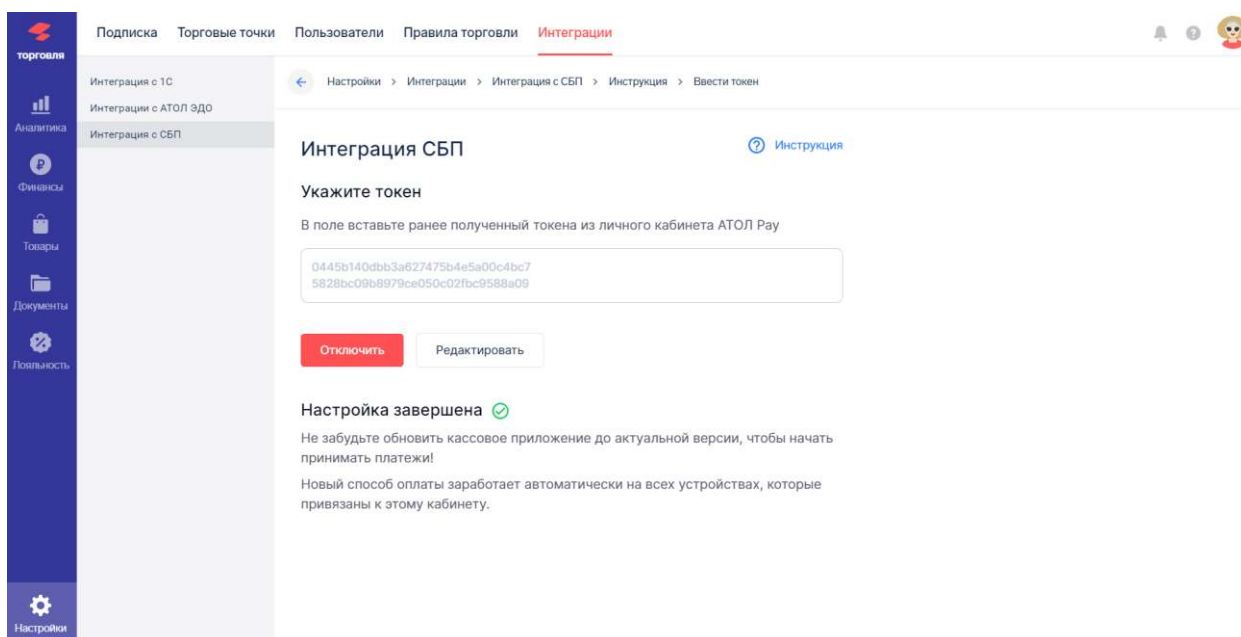 торговля
Подписка Торговые точки Пользователи Правила торговли Интеграции
Аналитика
Финансы
Товары
Документы
Лояльность
Настройки
Интеграция с 1С
Интеграции с АТОЛ ЭДО
Интеграция с СБП
Настройки > Интеграции > Интеграция с СБП > Инструкция > Ввести токен
Интеграция СБП
Инструкция
Укажите токен
В поле вставьте ранее полученный токена из личного кабинета АТОЛ Pay
0445b140dbb3a627475b4e5a00c4bc7
5828bc09b8979ce050c02fbc9588a09
Отключить Редактировать
Настройка завершена
Не забудьте обновить кассовое приложение до актуальной версии, чтобы начать
принимать платежи!
Новый способ оплаты заработает автоматически на всех устройствах, которые
привязаны к этому кабинету.